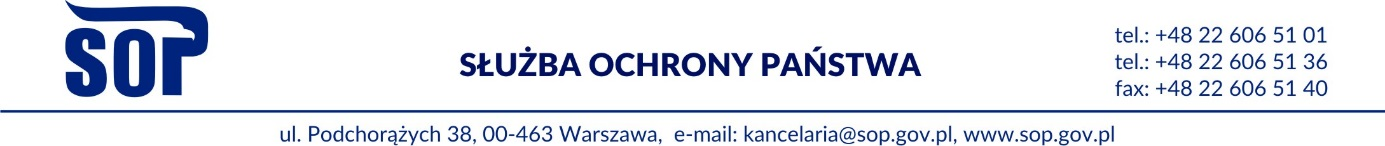 SOP
SŁUŻBA OCHRONY PAŃSTWA
tel.: +48 22 606 51 01
tel.: +48 22 606 51 36
fax: +48 22 606 51 40
ul. Podchorążych 38, 00-463 Warszawa, e-mail: kancelaria@sop.gov.pl, www.sop.gov.pl